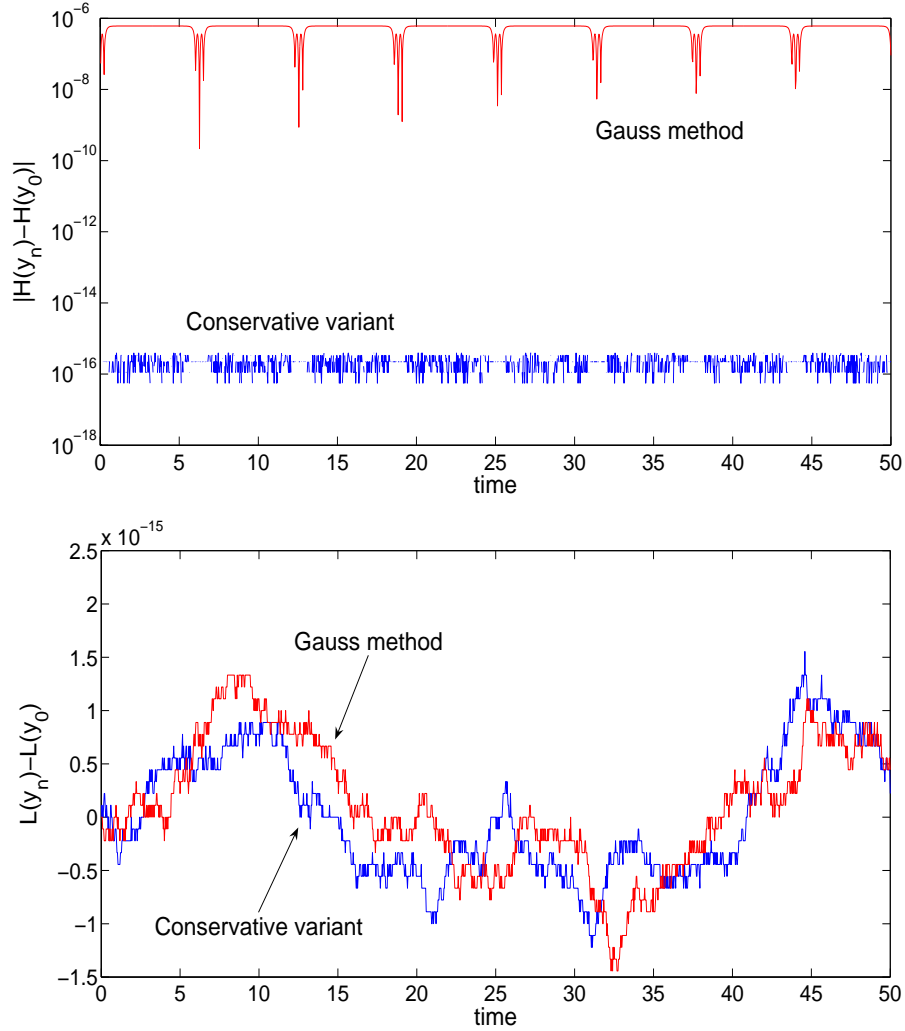 10^−6
10^−8
10^−10
10^−12
10^−14
10^−16
10^−18
|H(y_n)−H(y_0)|
Gauss method
Conservative variant
0 5 10 15 20 25 30 35 40 45 50
time
x 10^−15
2.5
1.5
1
0.5
0
−0.5
−1
−1.5
L(y_n)−L(y_0)
Gauss method
Conservative variant
0 5 10 15 20 25 30 35 40 45 50
time